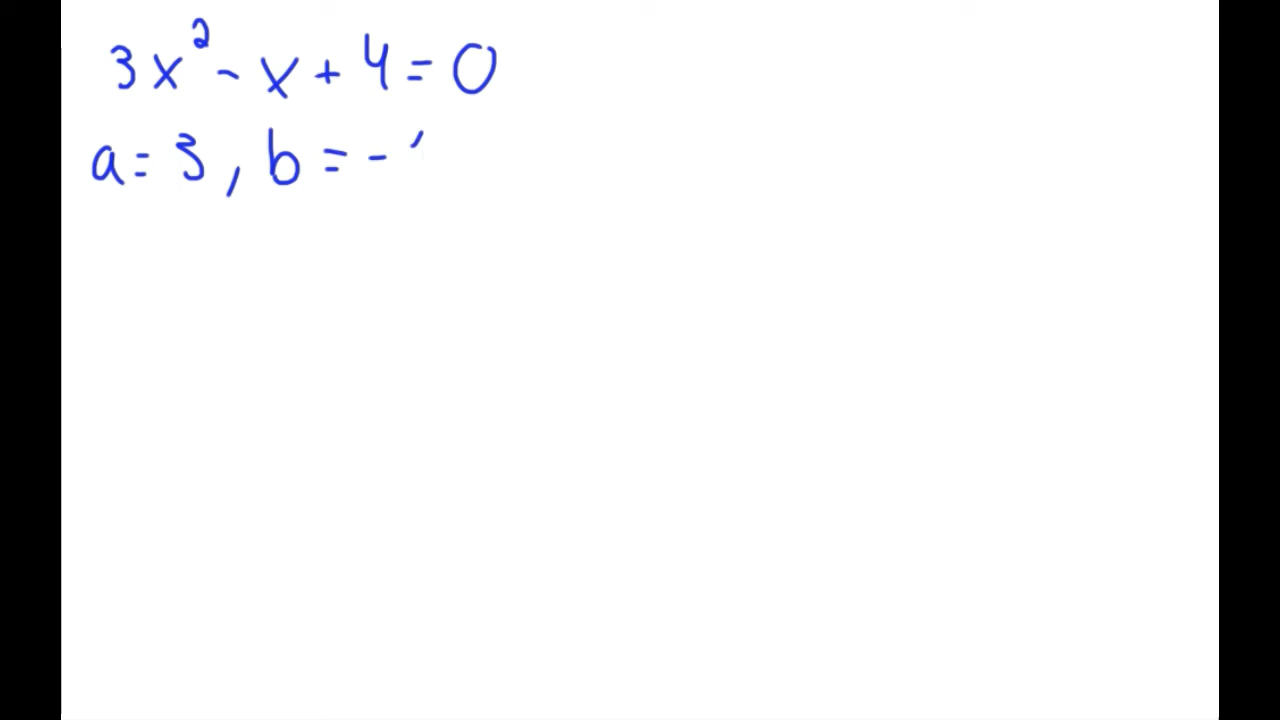 3x² - x + 4 = 0
a = 3, b = -